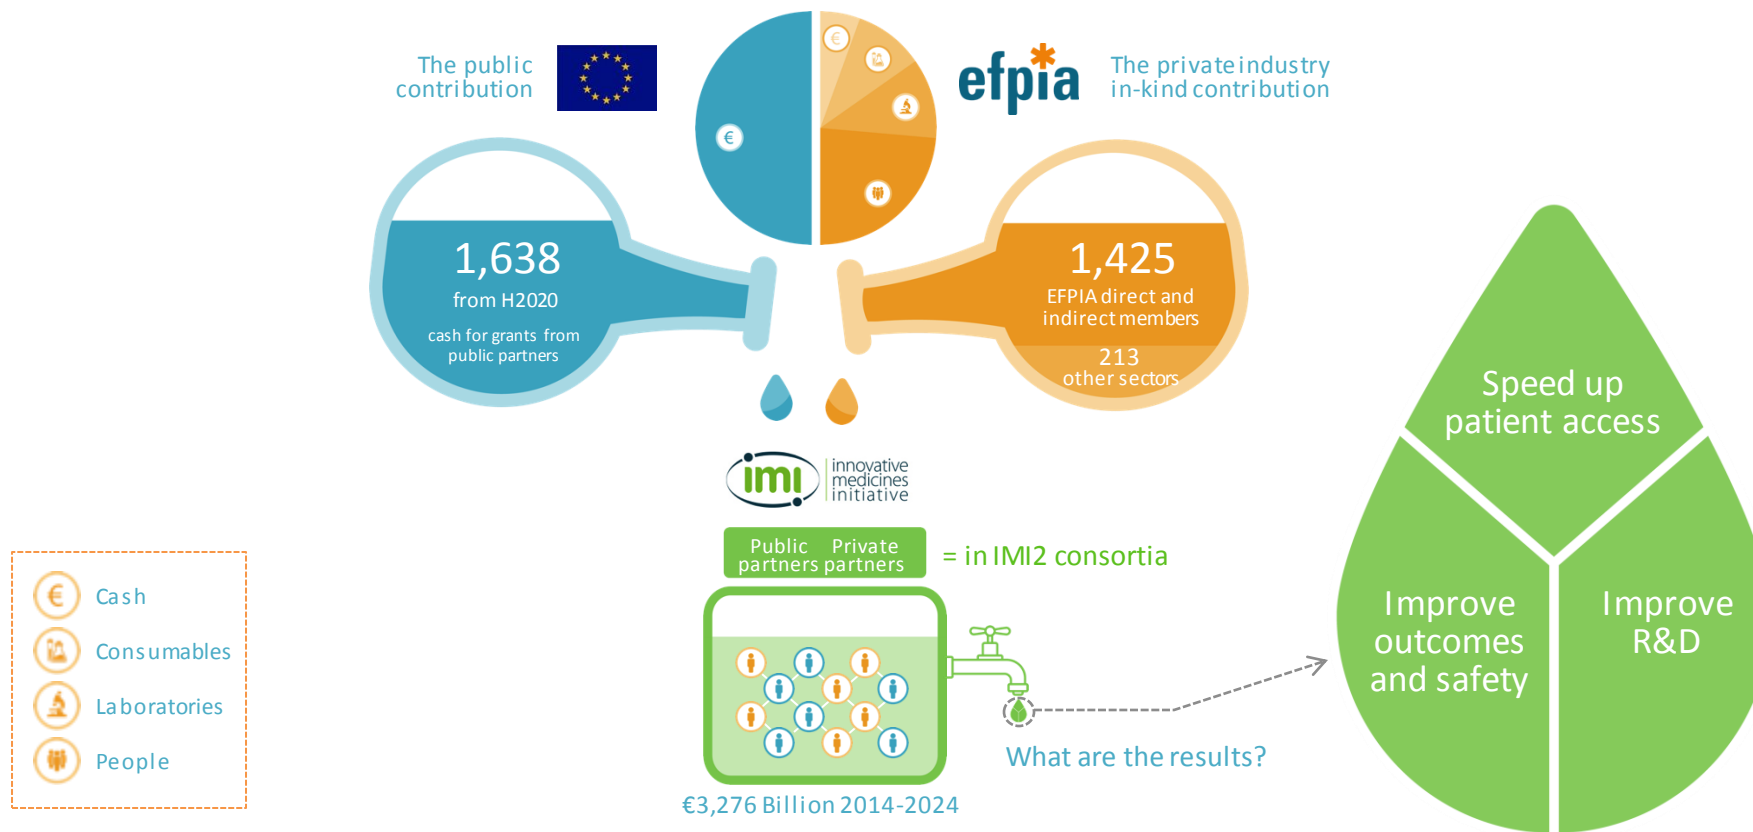 The public
contribution
efpia
The private industry
in-kind contribution
€
€
1,638
from H2020
cash for grants from
public partners
1,425
EFPIA direct and
indirect members
213
other sectors
imi
innovative
medicines
initiative
Public Private
partners partners
= in IMI2 consortia
€ Cash
Consumables
Laboratories
People
What are the results?
€3,276 Billion 2014-2024
Speed up
patient access
Improve
outcomes
and safety
Improve
R&D